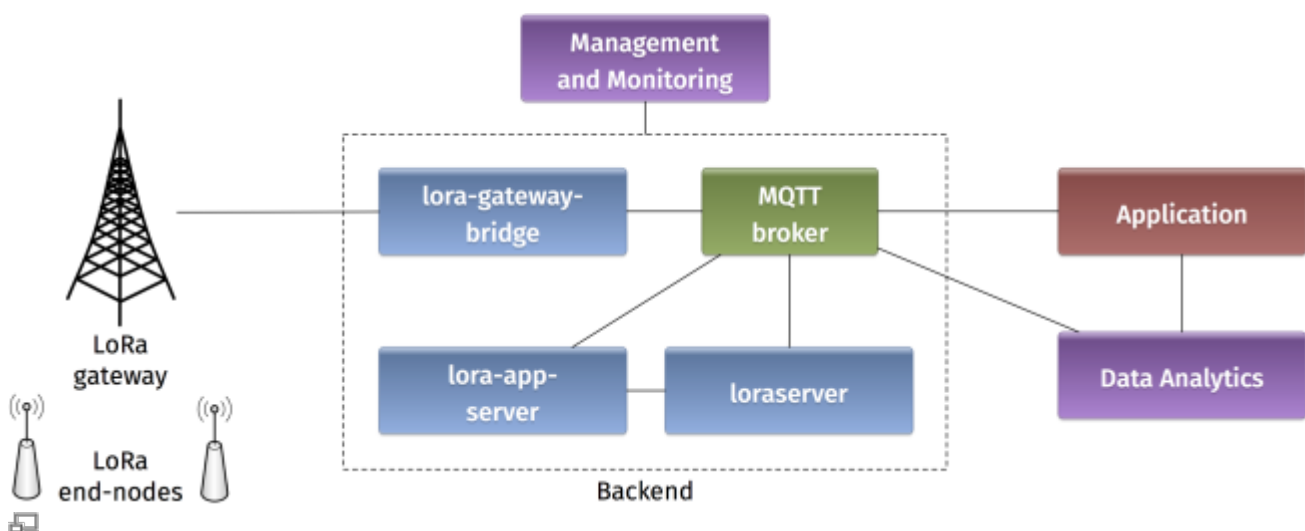 Management
and Monitoring
lora-gateway-
bridge
MQTT
broker
Application
LoRa
gateway
lora-app-
server
loraserver
Data Analytics
LoRa
end-nodes
Backend